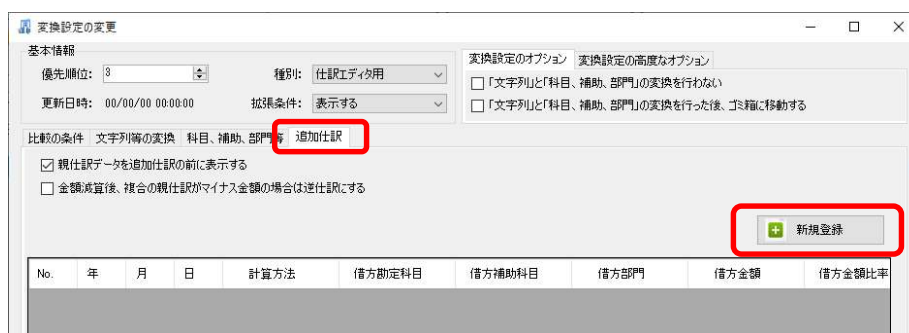 変換設定の変更
基本情報
優先順位: 3
種別: 仕訳エディタ用
更新日時: 00/00/00 00:00:00
拡張条件: 表示する
変換設定のオプション 変換設定の高度なオプション
「文字列」と「科目、補助、部門」の変換を行わない
「文字列」と「科目、補助、部門」の変換を行った後、ゴミ箱に移動する
比較の条件 文字列等の変換 科目、補助、部門等 追加仕訳
親仕訳データを追加仕訳の前に表示する
金額減算後、複合の親仕訳がマイナス金額の場合は逆仕訳にする
新規登録
No. 年 月 日 計算方法 借方勘定科目 借方補助科目 借方部門 借方金額 借方金額比率